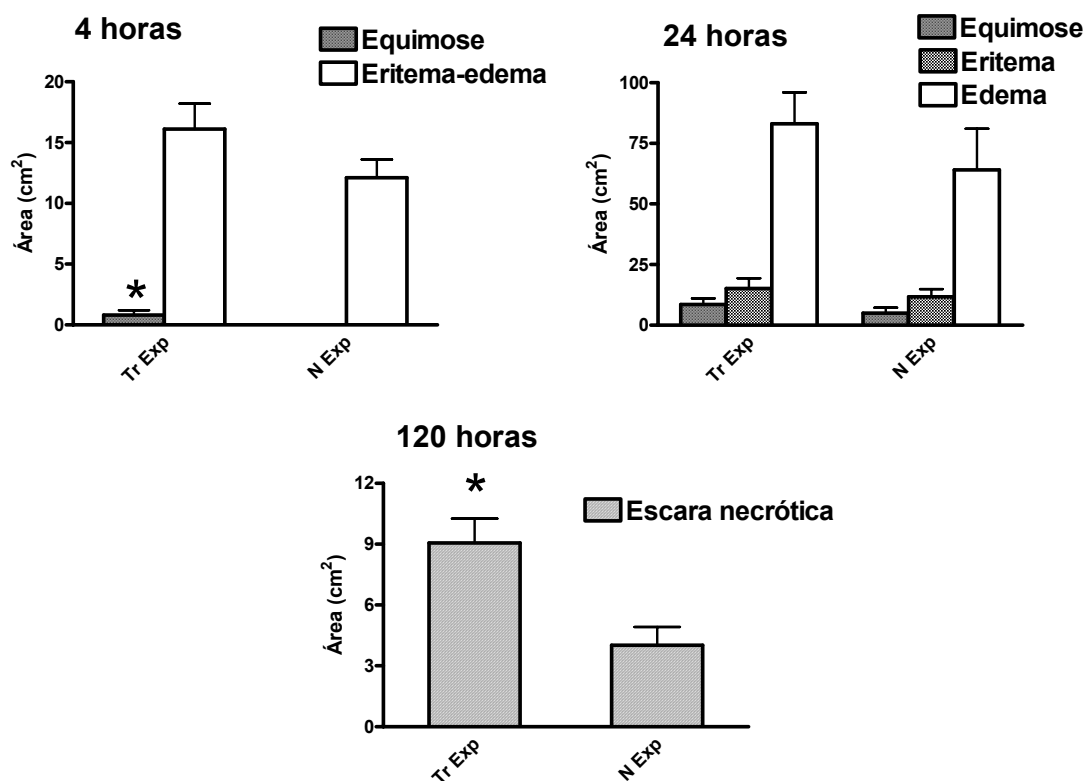 4 horas
Equimose
Eritema-edema
20
15
10
5
0
Área (cm²)
*
Tr Exp
N Exp
24 horas
Equimose
Eritema
Edema
100
75
50
25
0
Área (cm²)
Tr Exp
N Exp
120 horas
Escara necrótica
12
9
6
3
0
Área (cm²)
*
Tr Exp
N Exp